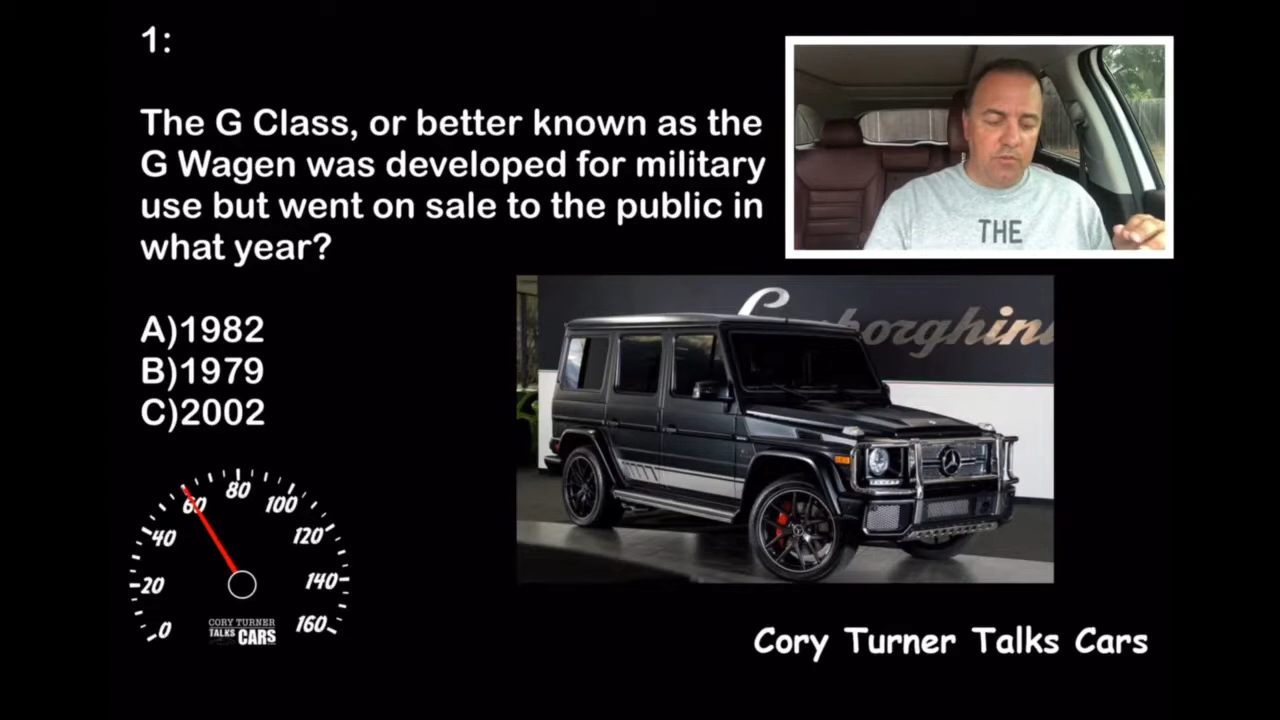 1:
The G Class, or better known as the
G Wagen was developed for military
use but went on sale to the public in
what year?
A)1982
B)1979
C)2002
THE
Lamborghini
0
20
40
60
80
100
120
140
160
CORY TURNER
TALKS CARS
Cory Turner Talks Cars